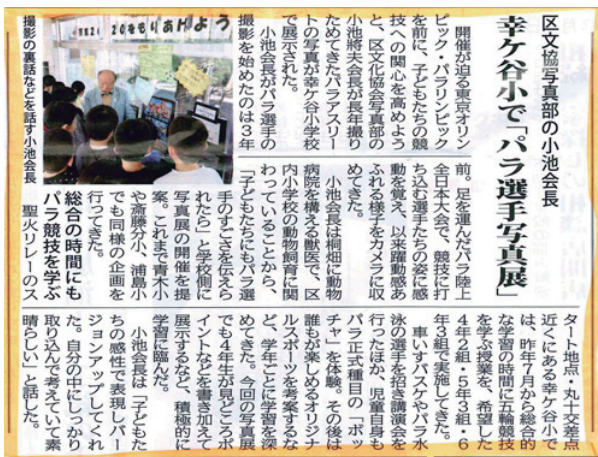 区文協写真部の小池会長
幸ケ谷小で「パラ選手写真展」
開催が迫る東京オリン
ピック・パラリンピック
を前に、子どもたちの競
技への関心を高めよう
と、区文化協会写真部の
小池將夫会長が長年撮り
ためてきたパラアスリー
トの写真が幸ケ谷小学校
で展示された。
小池会長がパラ選手の
撮影を始めたのは３年
前。足を運んだパラ陸上
全日本大会で、競技に打
ち込む選手たちの姿に感
動を覚え、以来躍動感あ
ふれる様子をカメラに収
めてきた。
小池会長は桐畑に動物
病院を構える獣医で、区
内小学校の動物飼育に関
わっていることから、
「子どもたちにもパラ選
手のすごさを伝えら
れたら」と学校側に
写真展の開催を提
案。これまで青木小
や斎藤分小、浦島小
でも同様の企画を
行ってきた。
総合の時間にも
パラ競技を学ぶ
聖火リレーのス
タート地点・丸十交差点
近くにある幸ケ谷小で
は、昨年７月から総合的
な学習の時間に五輪競技
を学ぶ授業を、希望した
４年２組・５年３組・６
年３組で実施してきた。
車いすバスケやパラ水
泳の選手を招き講演会を
行ったほか、児童自身も
パラ正式種目の「ボッ
チャ」を体験。その後は
誰もが楽しめるオリジナ
ルスポーツを考案するな
ど、学年ごとに学習を深
めてきた。今回の写真展
でも４年生が見どころポ
イントなどを書き加えて
展示するなど、積極的に
学習に臨んだ。
小池会長は「子どもた
ちの感性で表現しバー
ジョンアップしてくれ
た。自分の中にしっかり
取り込んで考えていて素
晴らしい」と話した。
20をもりあげよう
撮影の裏話などを話す小池会長